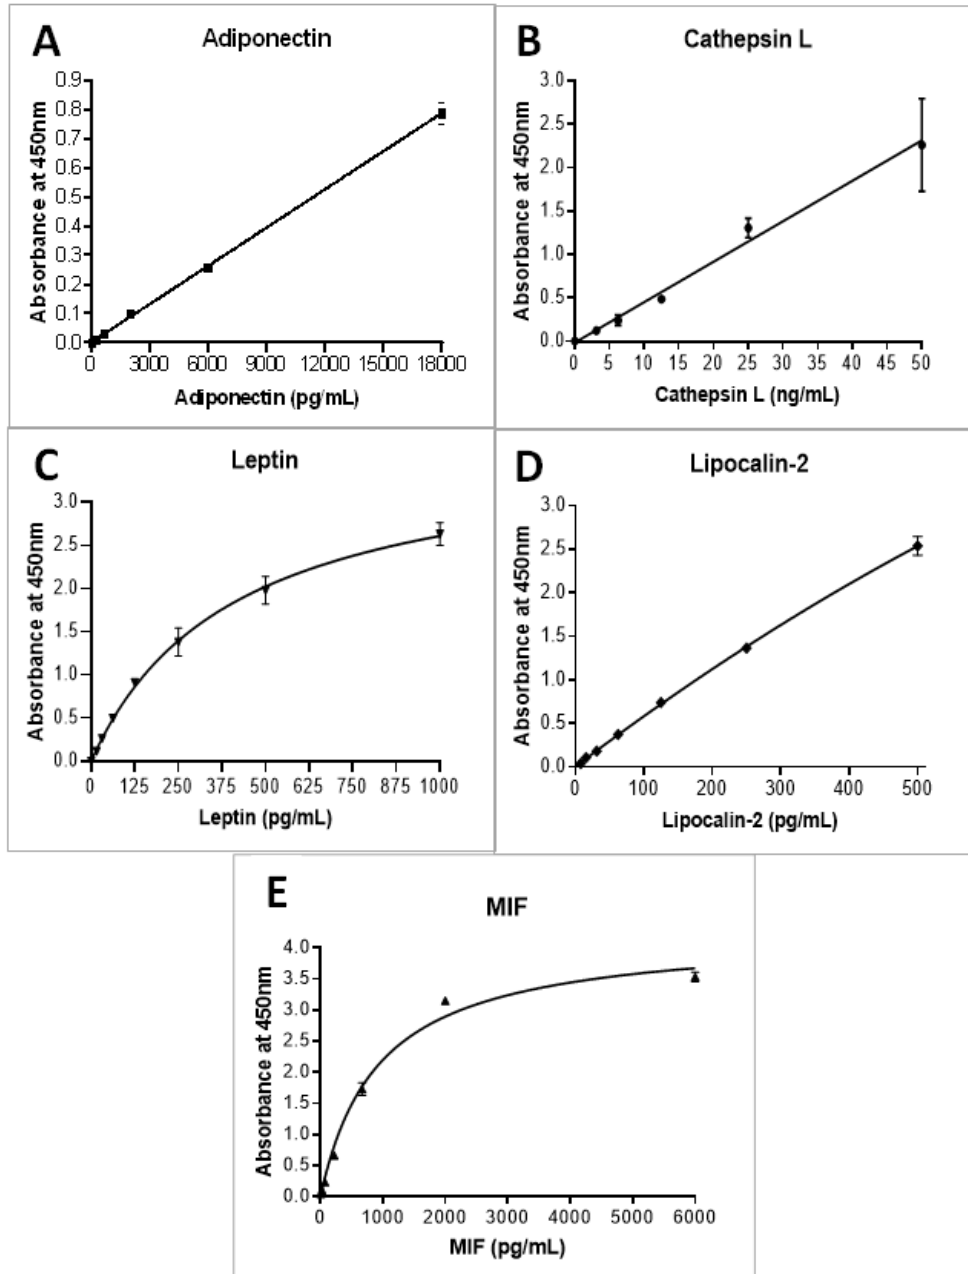 A
Adiponectin
Absorbance at 450nm
0.9
0.8
0.7
0.6
0.5
0.4
0.3
0.2
0.1
0.0
0 3000 6000 9000 12000 15000 18000
Adiponectin (pg/mL)
B
Cathepsin L
Absorbance at 450nm
3.0
2.5
2.0
1.5
1.0
0.5
0.0
0 5 10 15 20 25 30 35 40 45 50
Cathepsin L (ng/mL)
C
Leptin
Absorbance at 450nm
3.0
2.5
2.0
1.5
1.0
0.5
0.0
0 125 250 375 500 625 750 875 1000
Leptin (pg/mL)
D
Lipocalin-2
Absorbance at 450nm
3.0
2.5
2.0
1.5
1.0
0.5
0.0
0 100 200 300 400 500
Lipocalin-2 (pg/mL)
E
MIF
Absorbance at 450nm
4.0
3.5
3.0
2.5
2.0
1.5
1.0
0.5
0.0
0 1000 2000 3000 4000 5000 6000
MIF (pg/mL)